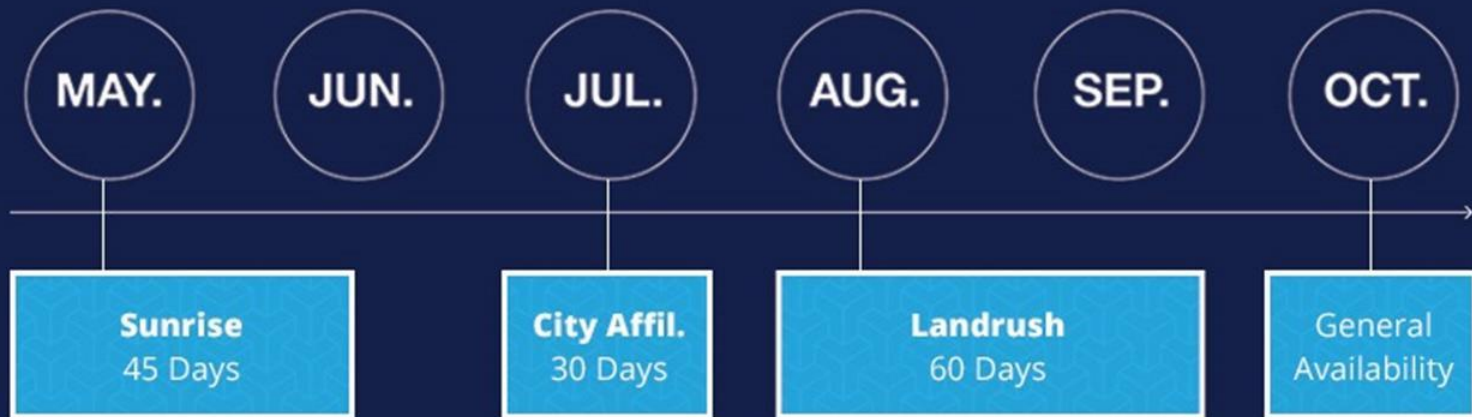 MAY. JUN. JUL. AUG. SEP. OCT.
Sunrise
45 Days
City Affil.
30 Days
Landrush
60 Days
General
Availability